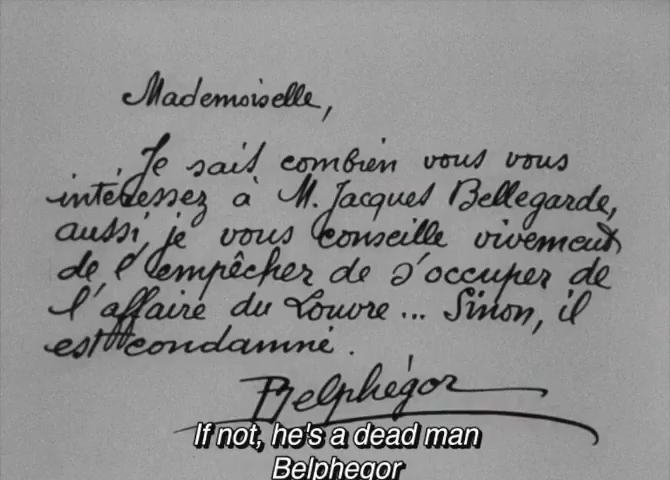 Mademoiselle,
Je sais combien vous vous
intéressez à M. Jacques Bellegarde,
aussi, je vous conseille vivement
de l'empêcher de s'occuper de
l'affaire du Louvre... Sinon, il
est condamné.
Belphégor
If not, he's a dead man
Belphegor